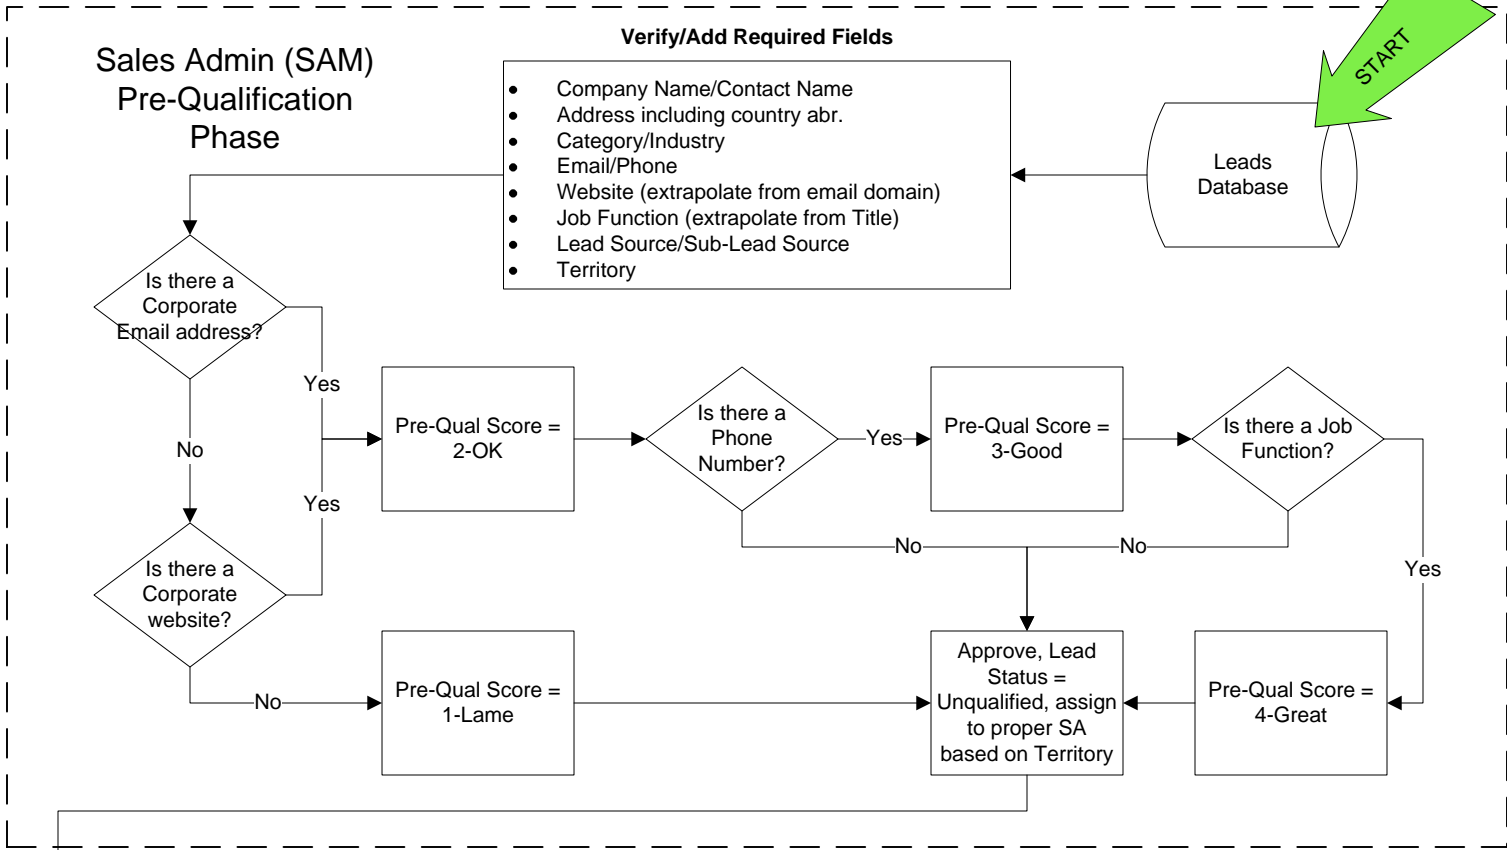 Sales Admin (SAM)
Pre-Qualification
Phase
Verify/Add Required Fields
• Company Name/Contact Name
• Address including country abr.
• Category/Industry
• Email/Phone
• Website (extrapolate from email domain)
• Job Function (extrapolate from Title)
• Lead Source/Sub-Lead Source
• Territory
START
Leads
Database
Is there a
Corporate
Email address?
Yes
No
Yes
Is there a
Corporate
website?
No
Pre-Qual Score =
2-OK
Is there a
Phone
Number?
Yes
No
Pre-Qual Score =
3-Good
Is there a Job
Function?
No
Yes
Pre-Qual Score =
1-Lame
Approve, Lead
Status =
Unqualified, assign
to proper SA
based on Territory
Pre-Qual Score =
4-Great